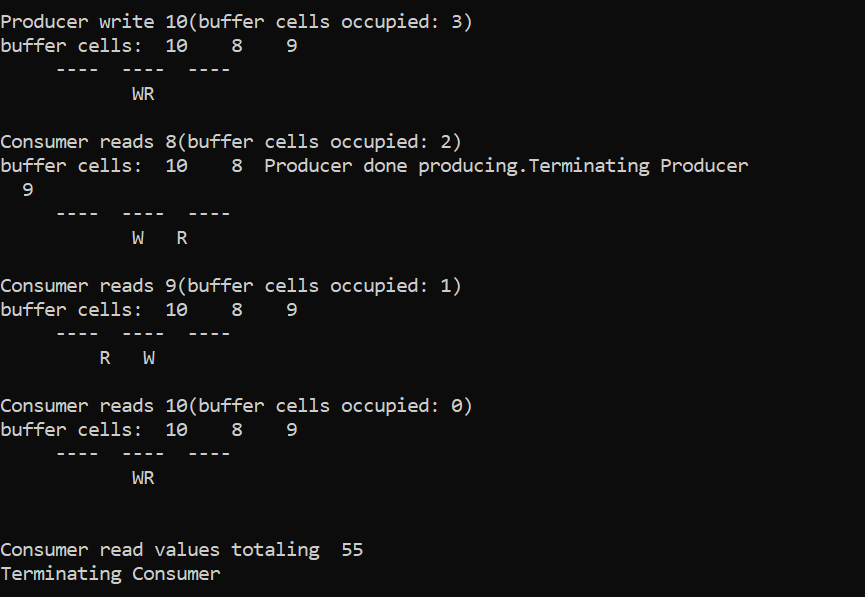 Producer write 10(buffer cells occupied: 3)
buffer cells:  10    8    9
     ----  ----  ----
            WR
Consumer reads 8(buffer cells occupied: 2)
buffer cells:  10    8  Producer done producing.Terminating Producer
  9
     ----  ----  ----
            W   R
Consumer reads 9(buffer cells occupied: 1)
buffer cells:  10    8    9
     ----  ----  ----
         R   W
Consumer reads 10(buffer cells occupied: 0)
buffer cells:  10    8    9
     ----  ----  ----
            WR
Consumer read values totaling  55
Terminating Consumer